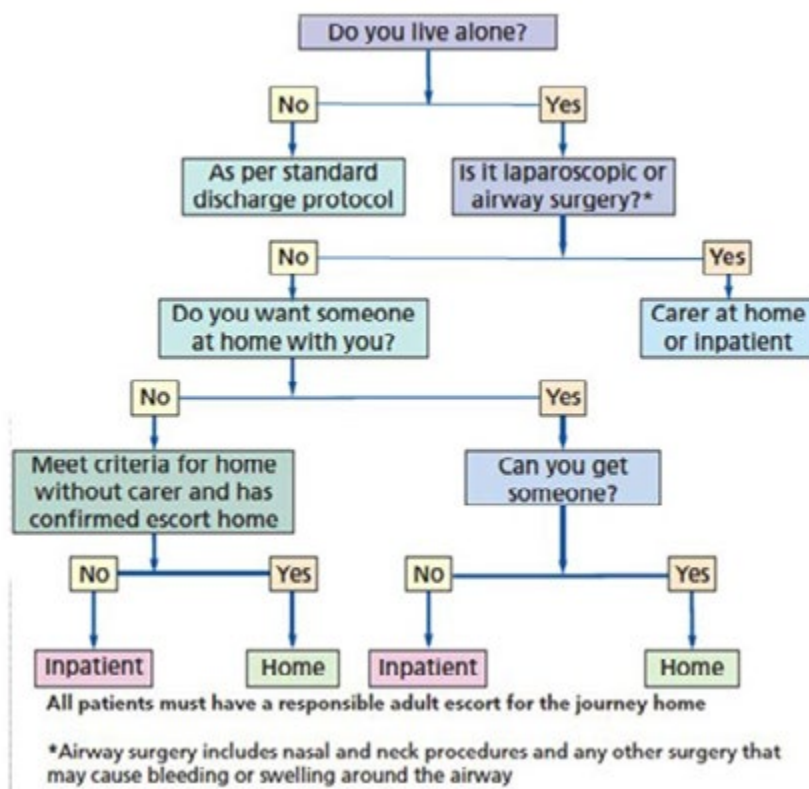 Do you live alone?
No
Yes
As per standard
discharge protocol
Is it laparoscopic or
airway surgery?*
No
Yes
Do you want someone
at home with you?
Carer at home
or inpatient
No
Yes
Meet criteria for home
without carer and has
confirmed escort home
Can you get
someone?
No
Yes
No
Yes
Inpatient
Home
Inpatient
Home
All patients must have a responsible adult escort for the journey home
*Airway surgery includes nasal and neck procedures and any other surgery that
may cause bleeding or swelling around the airway